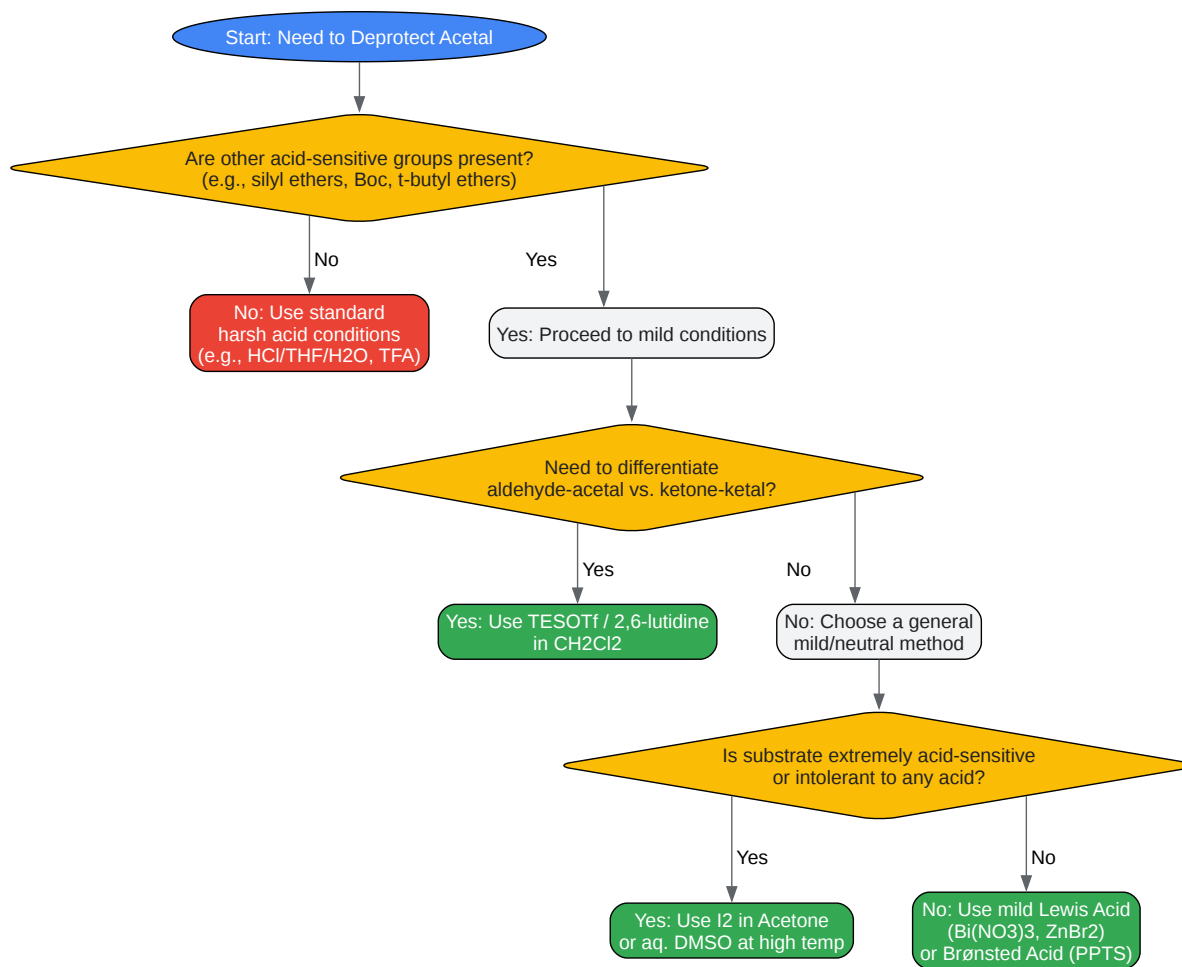 Start: Need to Deprotect Acetal
Are other acid-sensitive groups present?
(e.g., silyl ethers, Boc, t-butyl ethers)
No
Yes
No: Use standard
harsh acid conditions
(e.g., HCl/THF/H2O, TFA)
Yes: Proceed to mild conditions
Need to differentiate
aldehyde-acetal vs. ketone-ketal?
Yes
No
Yes: Use TESOTf / 2,6-lutidine
in CH2Cl2
No: Choose a general
mild/neutral method
Is substrate extremely acid-sensitive
or intolerant to any acid?
Yes
No
Yes: Use I2 in Acetone
or aq. DMSO at high temp
No: Use mild Lewis Acid
(Bi(NO3)3, ZnBr2)
or Brønsted Acid (PPTS)